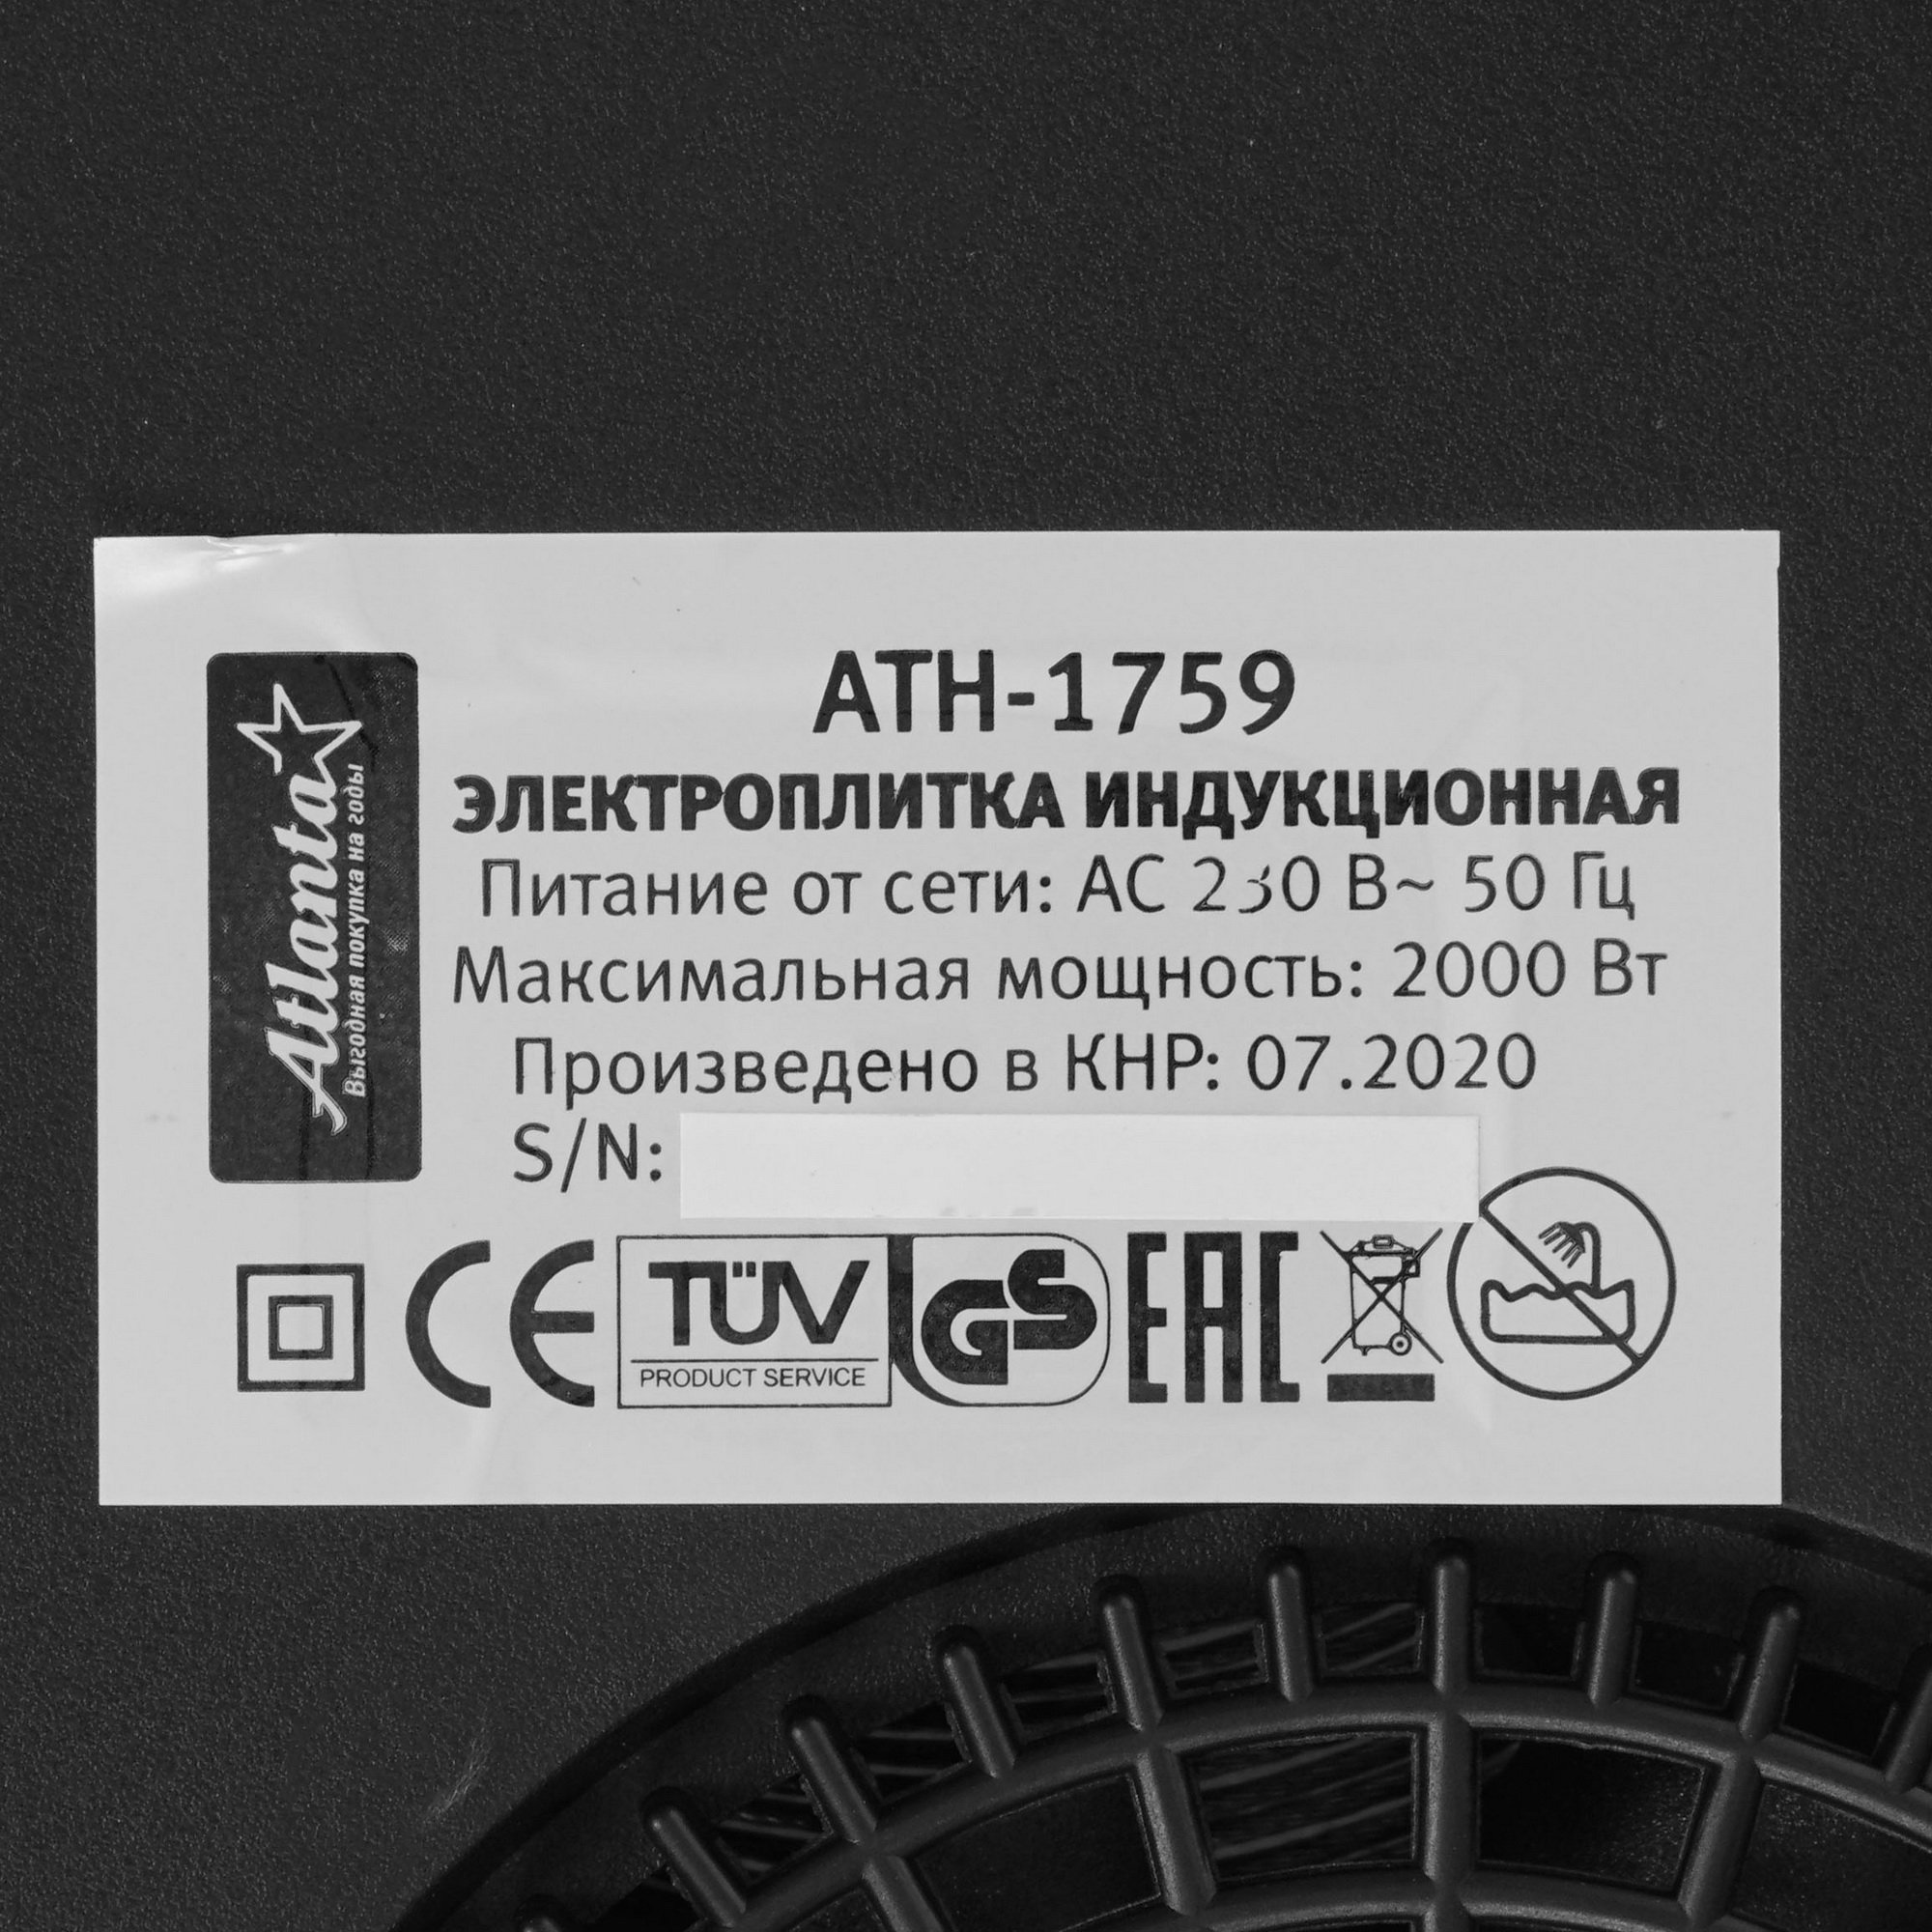 Atlanta
Выгодная покупка на годы
ATH-1759
ЭЛЕКТРОПЛИТКА ИНДУКЦИОННАЯ
Питание от сети: AC 230 В~ 50 Гц
Максимальная мощность: 2000 Вт
Произведено в КНР: 07.2020
S/N:
CE
TÜV
PRODUCT SERVICE
GS
EAC